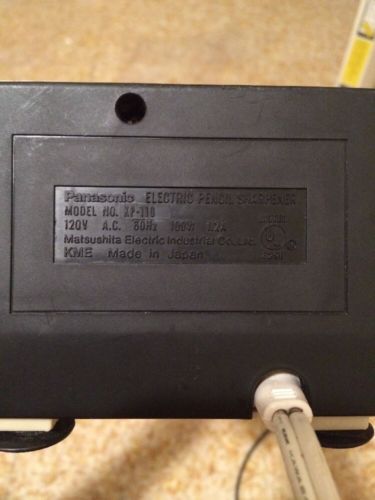 Panasonic ELECTRIC PENCIL SHARPENER
MODEL NO. KP-110
120V A.C. 60Hz 100W 1.2A
Matsushita Electric Industrial Co., Ltd.
KME Made in Japan